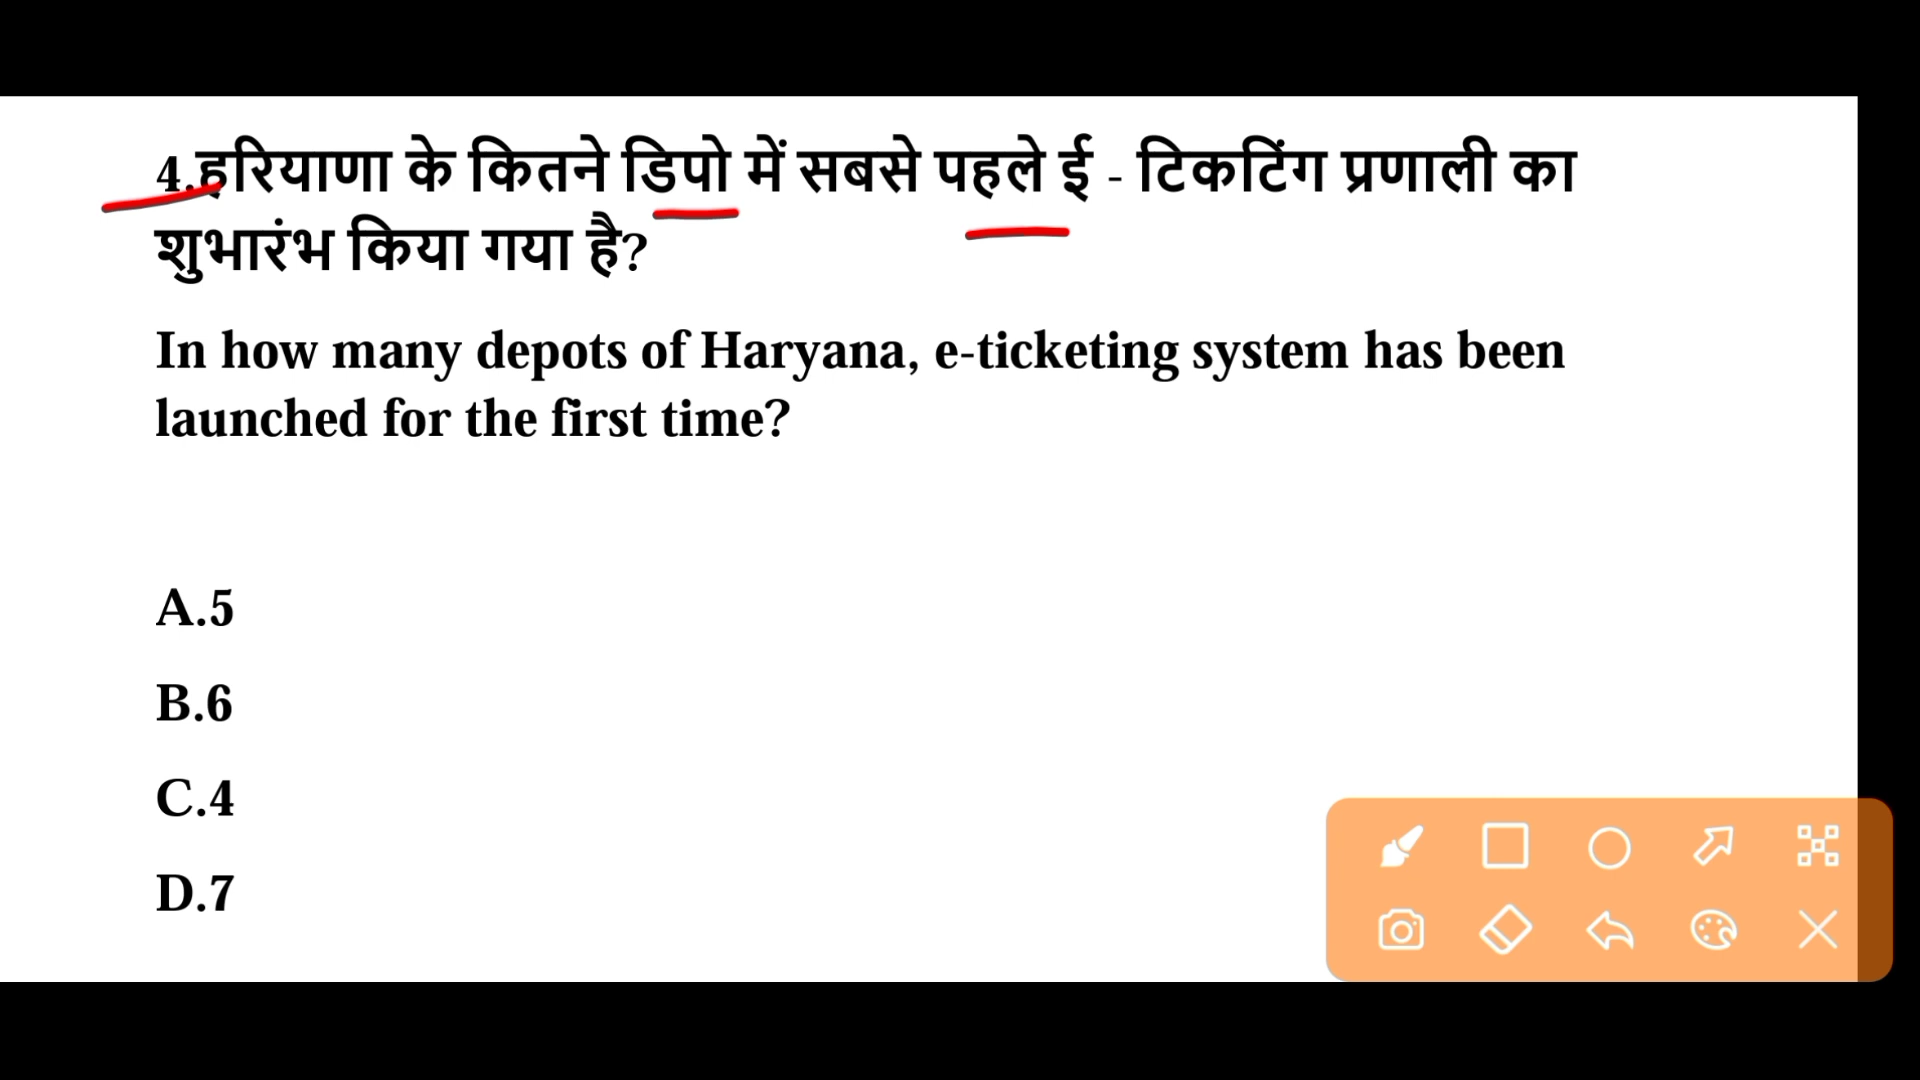 4.हरियाणा के कितने डिपो में सबसे पहले ई - टिकटिंग प्रणाली का
शुभारंभ किया गया है?
In how many depots of Haryana, e-ticketing system has been
launched for the first time?
A.5
B.6
C.4
D.7